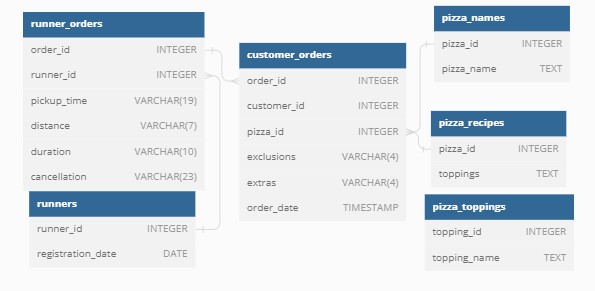 runner_orders
order_id INTEGER
runner_id INTEGER
pickup_time VARCHAR(19)
distance VARCHAR(7)
duration VARCHAR(10)
cancellation VARCHAR(23)
runners
runner_id INTEGER
registration_date DATE
customer_orders
order_id INTEGER
customer_id INTEGER
pizza_id INTEGER
exclusions VARCHAR(4)
extras VARCHAR(4)
order_date TIMESTAMP
pizza_names
pizza_id INTEGER
pizza_name TEXT
pizza_recipes
pizza_id INTEGER
toppings TEXT
pizza_toppings
topping_id INTEGER
topping_name TEXT